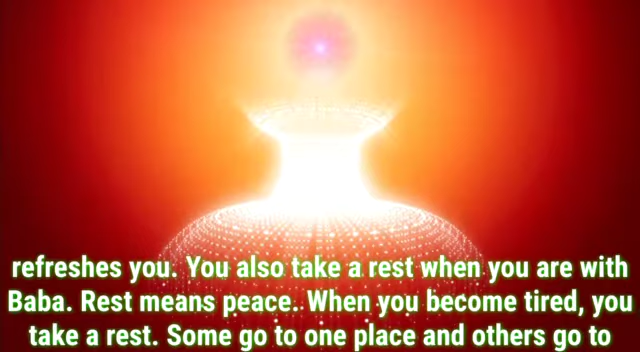 refreshes you. You also take a rest when you are with
Baba. Rest means peace. When you become tired, you
take a rest. Some go to one place and others go to